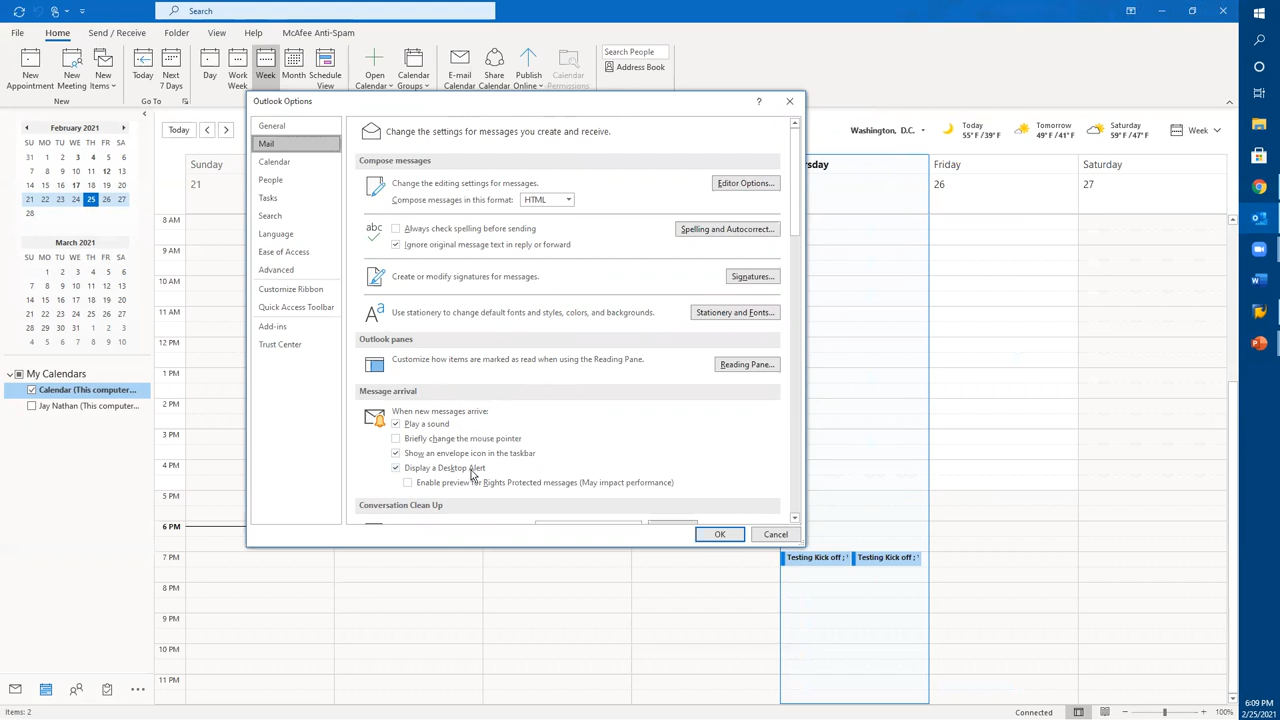 Search
File Home Send / Receive Folder View Help McAfee Anti-Spam
New Appointment
New Meeting
New Items
Today
Next 7 Days
Day
Work Week
Week
Month
Schedule View
Open Calendar
Calendar Groups
E-mail Calendar
Share Calendar
Publish Online
Calendar Permissions
Search People
Address Book
New
Go To
Outlook Options
?
General
Mail
Calendar
People
Tasks
Search
Language
Ease of Access
Advanced
Customize Ribbon
Quick Access Toolbar
Add-ins
Trust Center
Change the settings for messages you create and receive.
Compose messages
Change the editing settings for messages. Editor Options...
Compose messages in this format: HTML
abc Always check spelling before sending Spelling and Autocorrect...
Ignore original message text in reply or forward
Create or modify signatures for messages. Signatures...
Aa Use stationery to change default fonts and styles, colors, and backgrounds. Stationery and Fonts...
Outlook panes
Customize how items are marked as read when using the Reading Pane. Reading Pane...
Message arrival
When new messages arrive:
Play a sound
Briefly change the mouse pointer
Show an envelope icon in the taskbar
Display a Desktop Alert
Enable preview for Rights Protected messages (May impact performance)
Conversation Clean Up
OK Cancel
February 2021
SU MO TU WE TH FR SA
31 1 2 3 4 5 6
7 8 9 10 11 12 13
14 15 16 17 18 19 20
21 22 23 24 25 26 27
28
March 2021
SU MO TU WE TH FR SA
1 2 3 4 5 6
7 8 9 10 11 12 13
14 15 16 17 18 19 20
21 22 23 24 25 26 27
28 29 30 31 1 2 3
4 5 6 7 8 9 10
My Calendars
Calendar (This computer...
Jay Nathan (This computer...
Today
Washington, D.C.
Today
55° F / 39° F
Tomorrow
49° F / 41° F
Saturday
59° F / 47° F
Week
Sunday
21
Friday
26
Saturday
27
8 AM
9 AM
10 AM
11 AM
12 PM
1 PM
2 PM
3 PM
4 PM
5 PM
6 PM
7 PM
8 PM
9 PM
10 PM
11 PM
Testing Kick off ;
Testing Kick off ;
Items: 2
Connected
100%
6:09 PM
2/25/2021